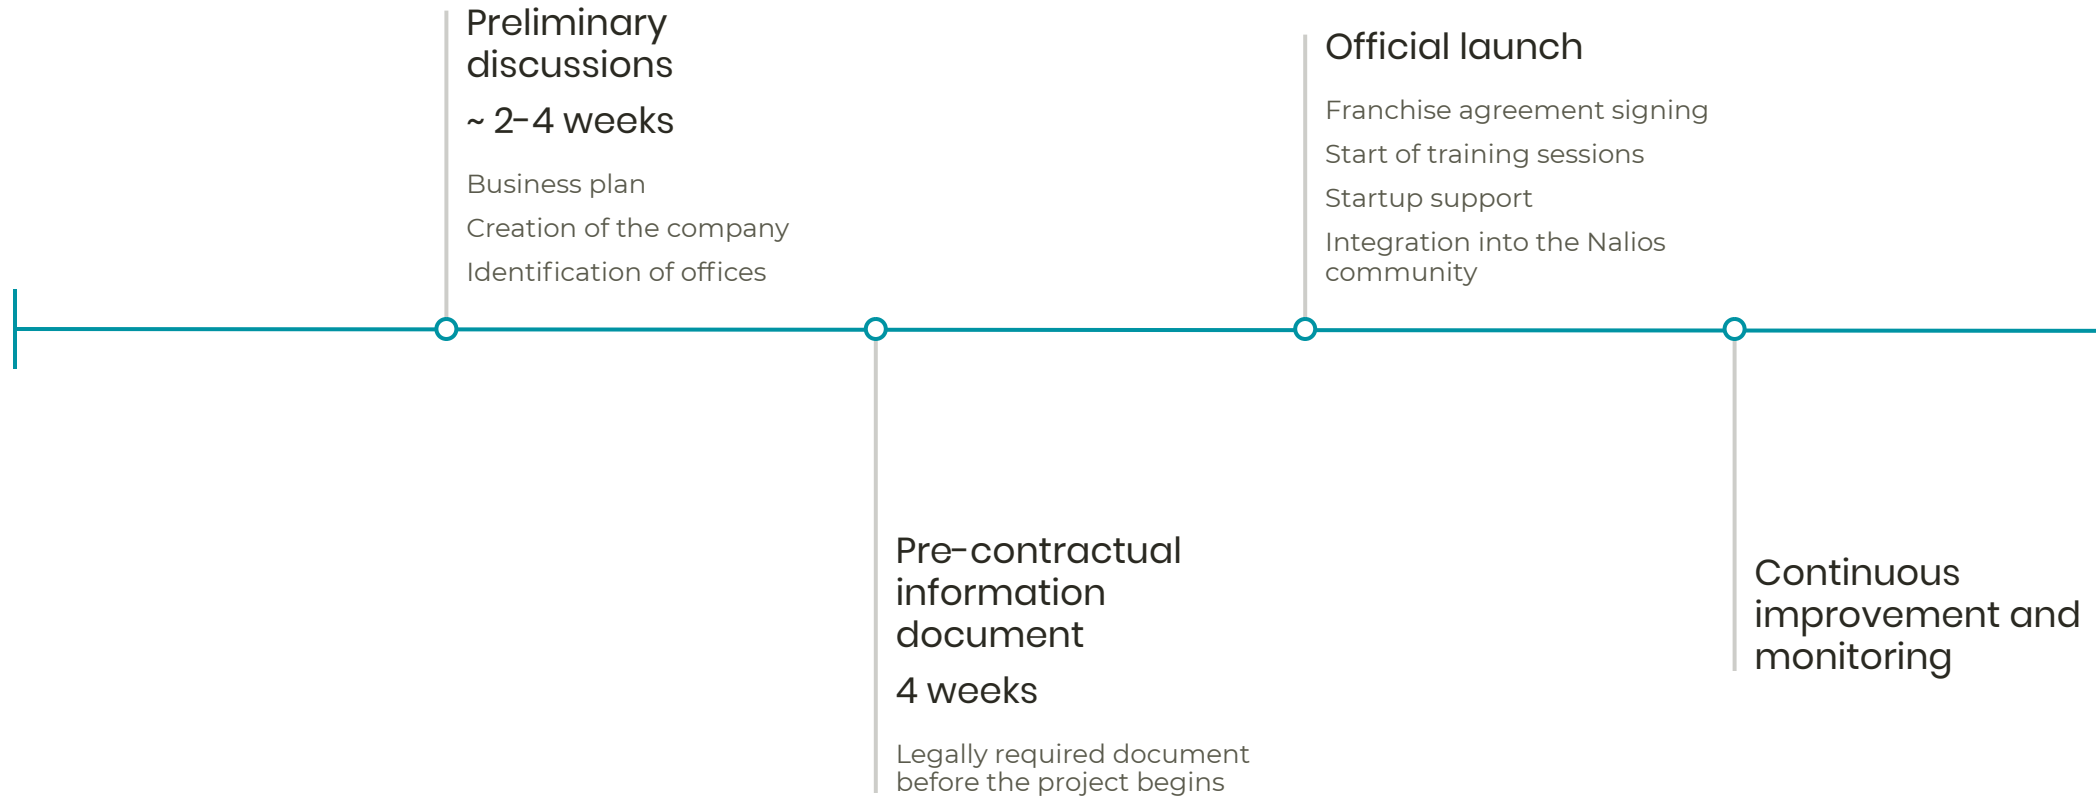 Preliminary
discussions
~ 2-4 weeks
Business plan
Creation of the company
Identification of offices
Pre-contractual
information
document
4 weeks
Legally required document
before the project begins
Official launch
Franchise agreement signing
Start of training sessions
Startup support
Integration into the Nalios
community
Continuous
improvement and
monitoring